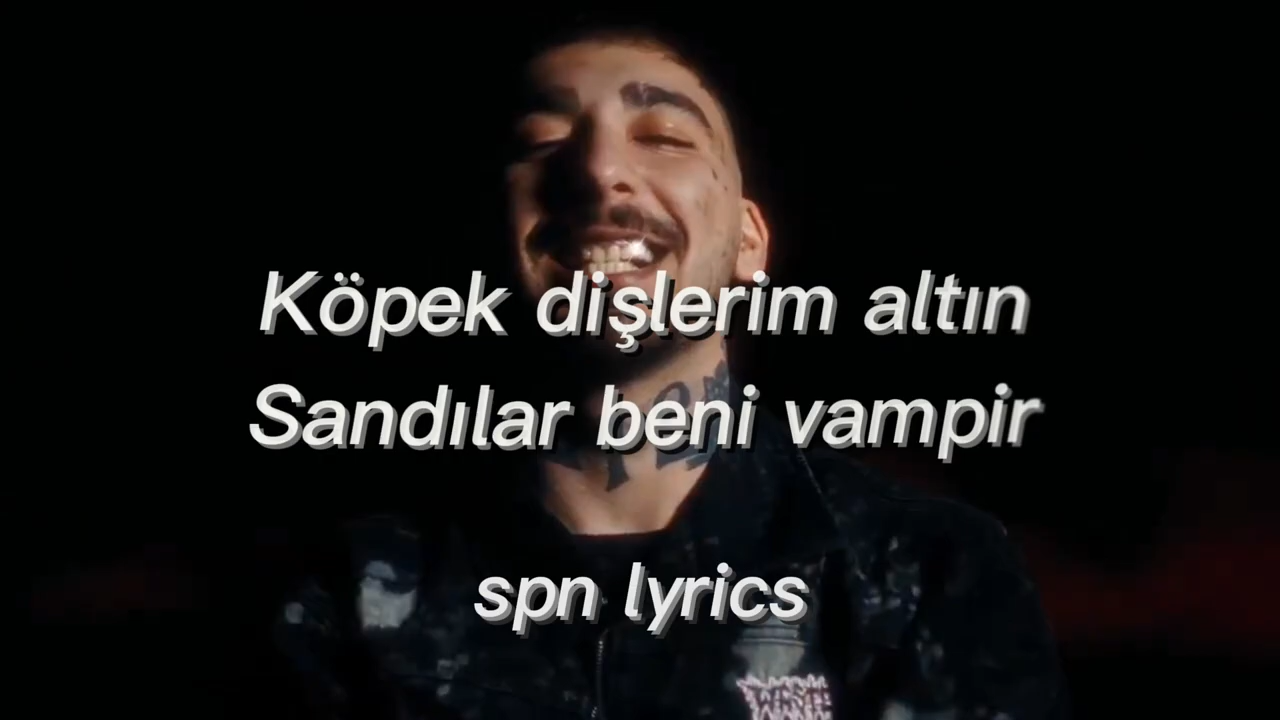 Köpek dişlerim altın
Sandılar beni vampir
spn lyrics